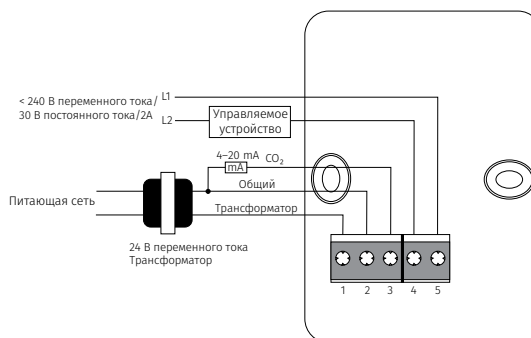 < 240 В переменного тока/
30 В постоянного тока/2А
L1
L2
Управляемое
устройство
4–20 mA
mA
CO₂
Общий
Питающая сеть
Трансформатор
24 В переменного тока
Трансформатор
1 2 3 4 5